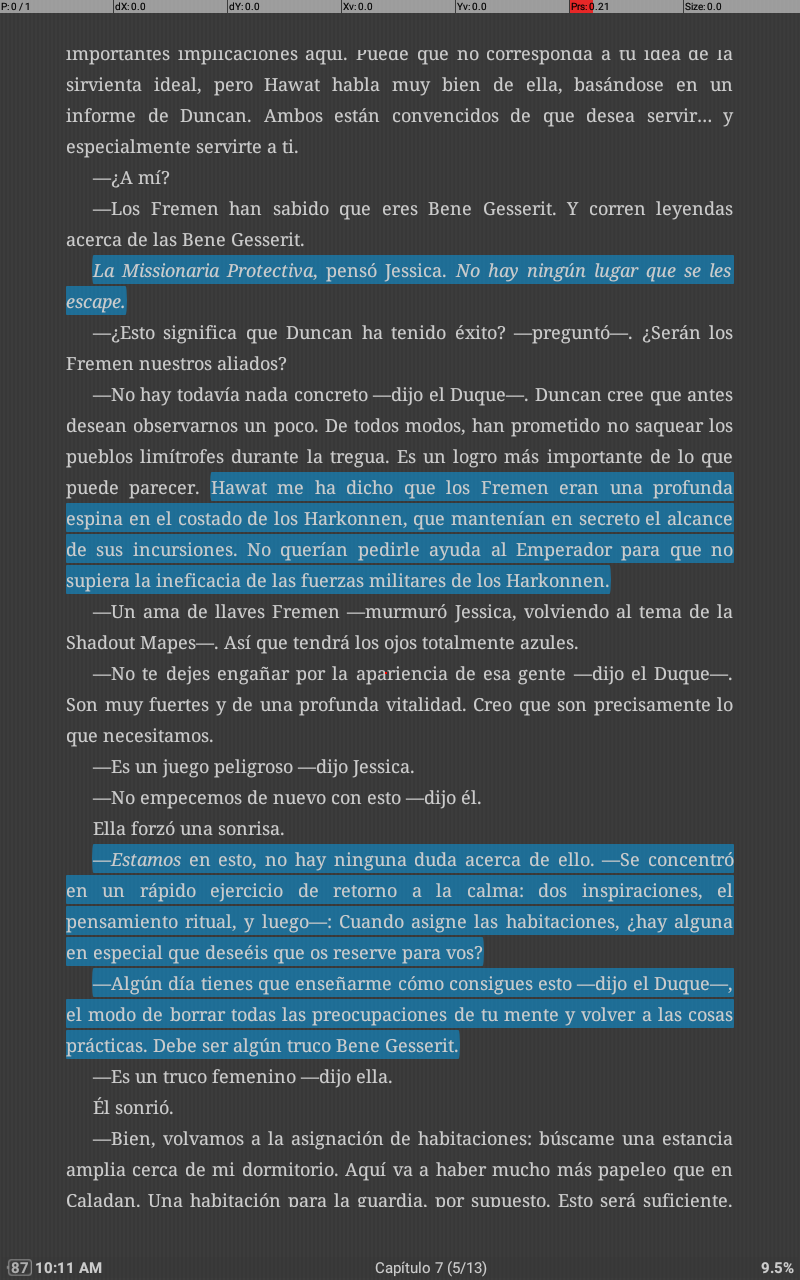 P: 0 / 1 dX: 0.0 dY: 0.0 Xv: 0.0 Yv: 0.0 Prs: 0.21 Size: 0.0
importantes implicaciones aquí. Puede que no corresponda a tu idea de la
sirvienta ideal, pero Hawat habla muy bien de ella, basándose en un
informe de Duncan. Ambos están convencidos de que desea servir... y
especialmente servirte a ti.
—¿A mí?
—Los Fremen han sabido que eres Bene Gesserit. Y corren leyendas
acerca de las Bene Gesserit.
La Missionaria Protectiva, pensó Jessica. No hay ningún lugar que se les
escape.
—¿Esto significa que Duncan ha tenido éxito? —preguntó—. ¿Serán los
Fremen nuestros aliados?
—No hay todavía nada concreto —dijo el Duque—. Duncan cree que antes
desean observarnos un poco. De todos modos, han prometido no saquear los
pueblos limítrofes durante la tregua. Es un logro más importante de lo que
puede parecer. Hawat me ha dicho que los Fremen eran una profunda
espina en el costado de los Harkonnen, que mantenían en secreto el alcance
de sus incursiones. No querían pedirle ayuda al Emperador para que no
supiera la ineficacia de las fuerzas militares de los Harkonnen.
—Un ama de llaves Fremen —murmuró Jessica, volviendo al tema de la
Shadout Mapes—. Así que tendrá los ojos totalmente azules.
—No te dejes engañar por la apariencia de esa gente —dijo el Duque—.
Son muy fuertes y de una profunda vitalidad. Creo que son precisamente lo
que necesitamos.
—Es un juego peligroso —dijo Jessica.
—No empecemos de nuevo con esto —dijo él.
Ella forzó una sonrisa.
—Estamos en esto, no hay ninguna duda acerca de ello. —Se concentró
en un rápido ejercicio de retorno a la calma: dos inspiraciones, el
pensamiento ritual, y luego—: Cuando asigne las habitaciones, ¿hay alguna
en especial que deseéis que os reserve para vos?
—Algún día tienes que enseñarme cómo consigues esto —dijo el Duque—,
el modo de borrar todas las preocupaciones de tu mente y volver a las cosas
prácticas. Debe ser algún truco Bene Gesserit.
—Es un truco femenino —dijo ella.
Él sonrió.
—Bien, volvamos a la asignación de habitaciones: búscame una estancia
amplia cerca de mi dormitorio. Aquí va a haber mucho más papeleo que en
Caladan. Una habitación para la guardia, por supuesto. Esto será suficiente.
87 10:11 AM Capítulo 7 (5/13) 9.5%